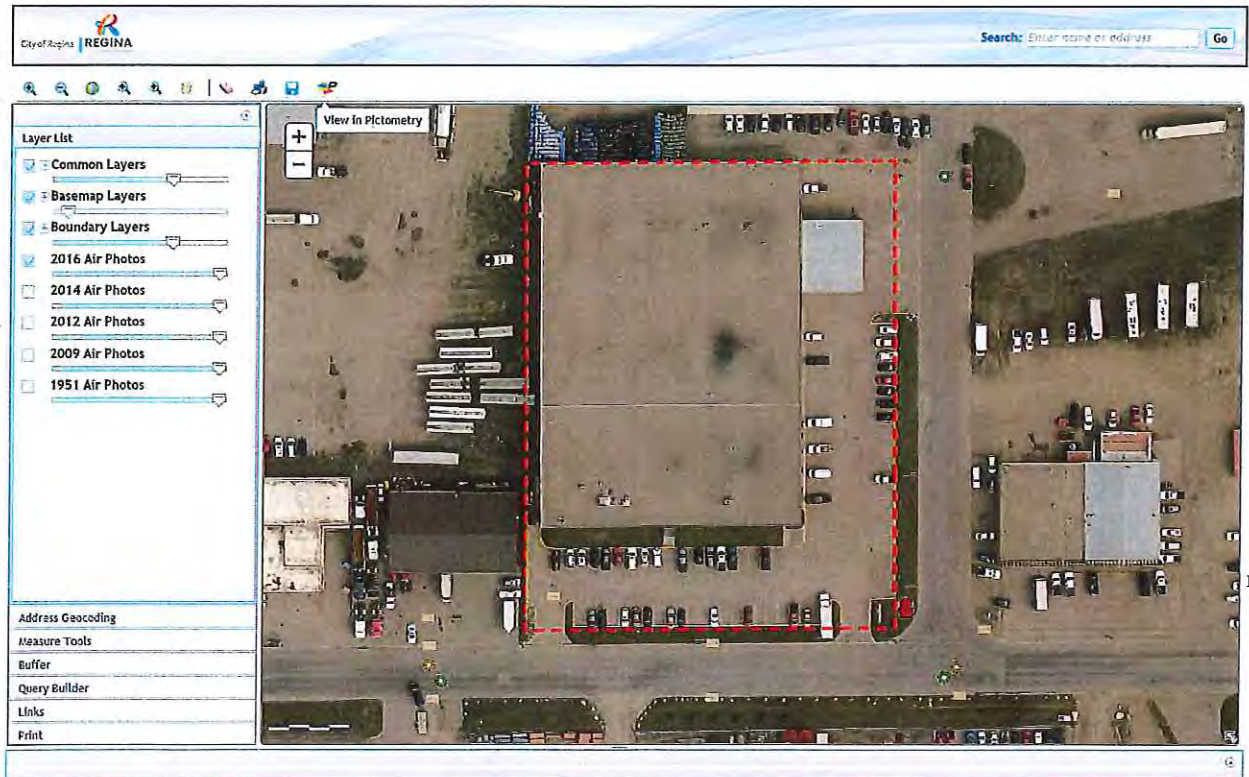 City of Regina | REGINA
Search: Enter name or address Go
View in Pictometry
Layer List
Common Layers
Basemap Layers
Boundary Layers
2016 Air Photos
2014 Air Photos
2012 Air Photos
2009 Air Photos
1951 Air Photos
+
−
Address Geocoding
Measure Tools
Buffer
Query Builder
Links
Print